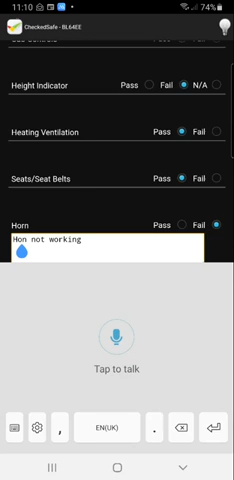 11:10
74%
CheckedSafe - BL64EE
Height Indicator Pass Fail N/A
Heating Ventilation Pass Fail
Seats/Seat Belts Pass Fail
Horn Pass Fail
Hon not working
Tap to talk
, EN(UK) .